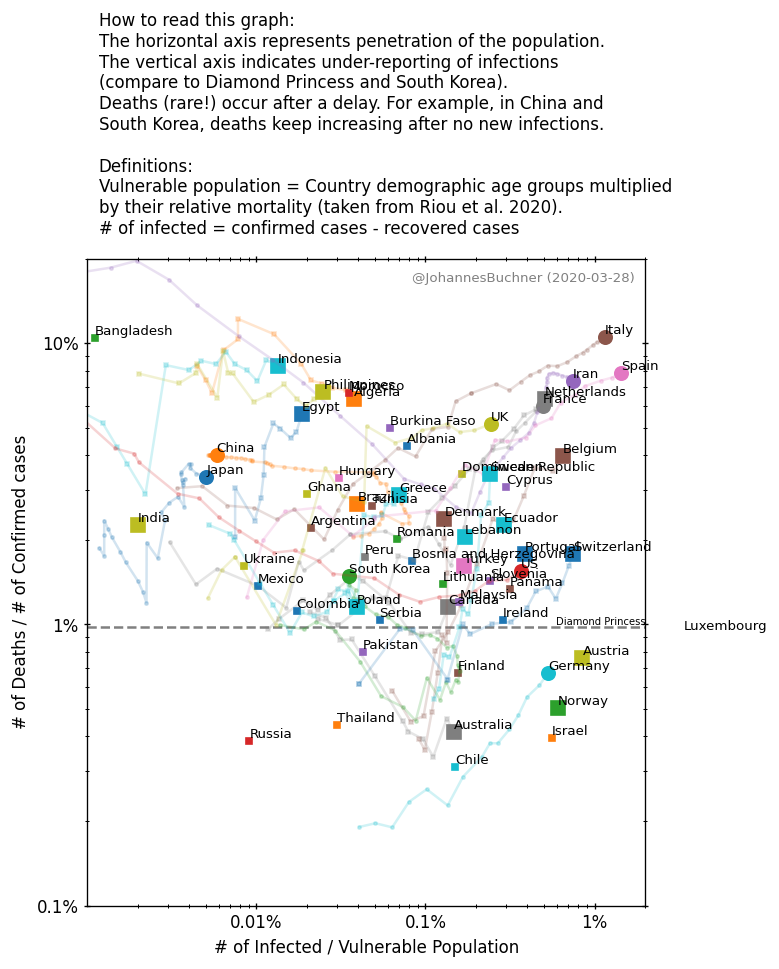 How to read this graph:
The horizontal axis represents penetration of the population.
The vertical axis indicates under-reporting of infections
(compare to Diamond Princess and South Korea).
Deaths (rare!) occur after a delay. For example, in China and
South Korea, deaths keep increasing after no new infections.
Definitions:
Vulnerable population = Country demographic age groups multiplied
by their relative mortality (taken from Riou et al. 2020).
# of infected = confirmed cases - recovered cases
@JohannesBuchner (2020-03-28)
Bangladesh
Italy
10%
Indonesia
Spain
Iran
Philippines
Morocco
Algeria
Netherlands
France
Egypt
Burkina Faso
UK
Albania
China
Belgium
Japan
Hungary
Dominican Republic
Sweden
Cyprus
Ghana
Greece
Brazil
Tunisia
India
Argentina
Denmark
Ecuador
Romania
Lebanon
Peru
Bosnia and Herzegovina
Portugal
Switzerland
Ukraine
Turkey
US
South Korea
Mexico
Lithuania
Slovenia
Panama
Colombia
Poland
Canada
Malaysia
Serbia
Ireland
1%
Diamond Princess
Luxembourg
Pakistan
Austria
Finland
Germany
Norway
Thailand
Russia
Australia
Israel
Chile
0.1%
0.01%
0.1%
1%
# of Infected / Vulnerable Population
# of Deaths / # of Confirmed cases